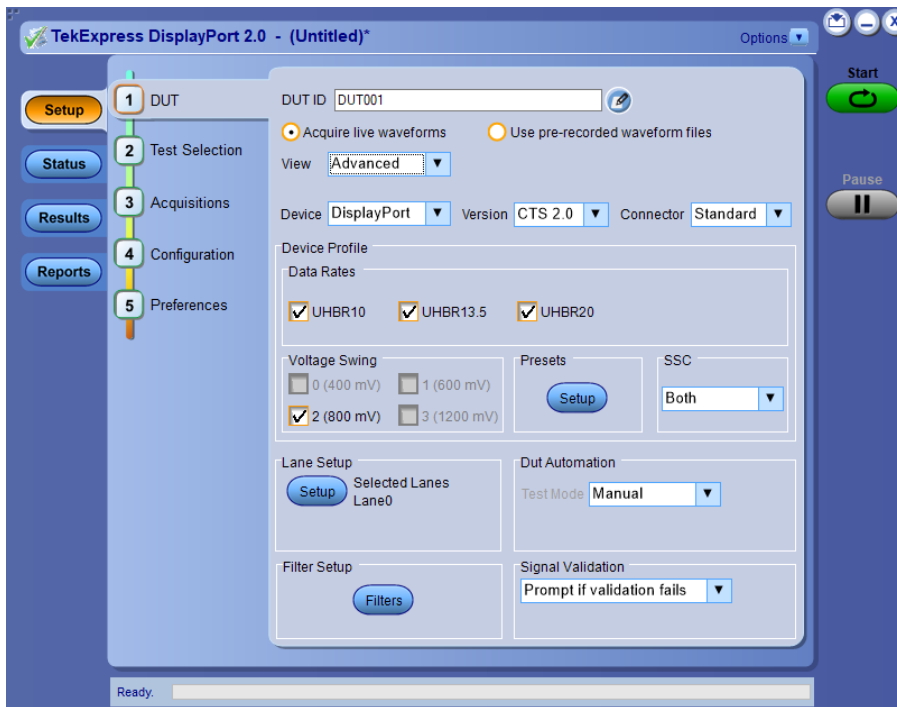 TekExpress DisplayPort 2.0 - (Untitled)*
Options
Start
Pause
Setup
Status
Results
Reports
1 DUT
2 Test Selection
3 Acquisitions
4 Configuration
5 Preferences
DUT ID DUT001
Acquire live waveforms Use pre-recorded waveform files
View Advanced
Device DisplayPort Version CTS 2.0 Connector Standard
Device Profile
Data Rates
UHBR10 UHBR13.5 UHBR20
Voltage Swing
0 (400 mV) 1 (600 mV)
2 (800 mV) 3 (1200 mV)
Presets
Setup
SSC
Both
Lane Setup
Setup Selected Lanes
Lane0
Dut Automation
Test Mode Manual
Filter Setup
Filters
Signal Validation
Prompt if validation fails
Ready.